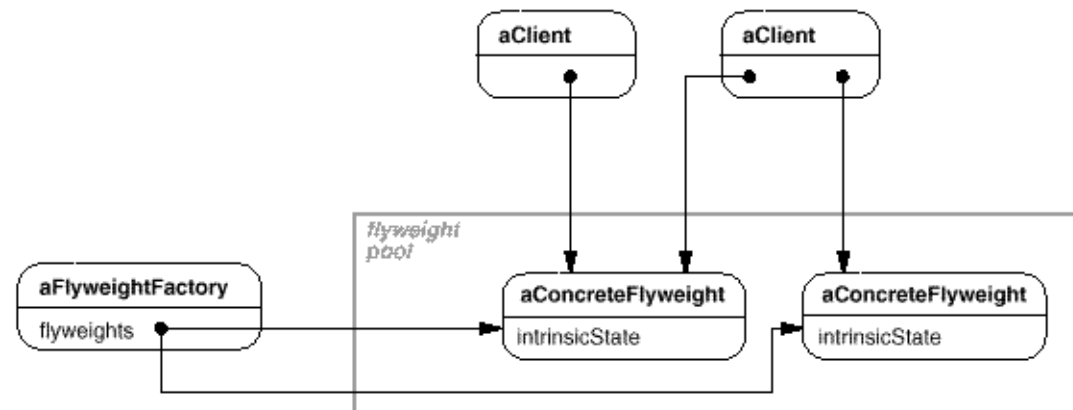 aClient
aClient
flyweight
pool
aFlyweightFactory
flyweights
aConcreteFlyweight
intrinsicState
aConcreteFlyweight
intrinsicState